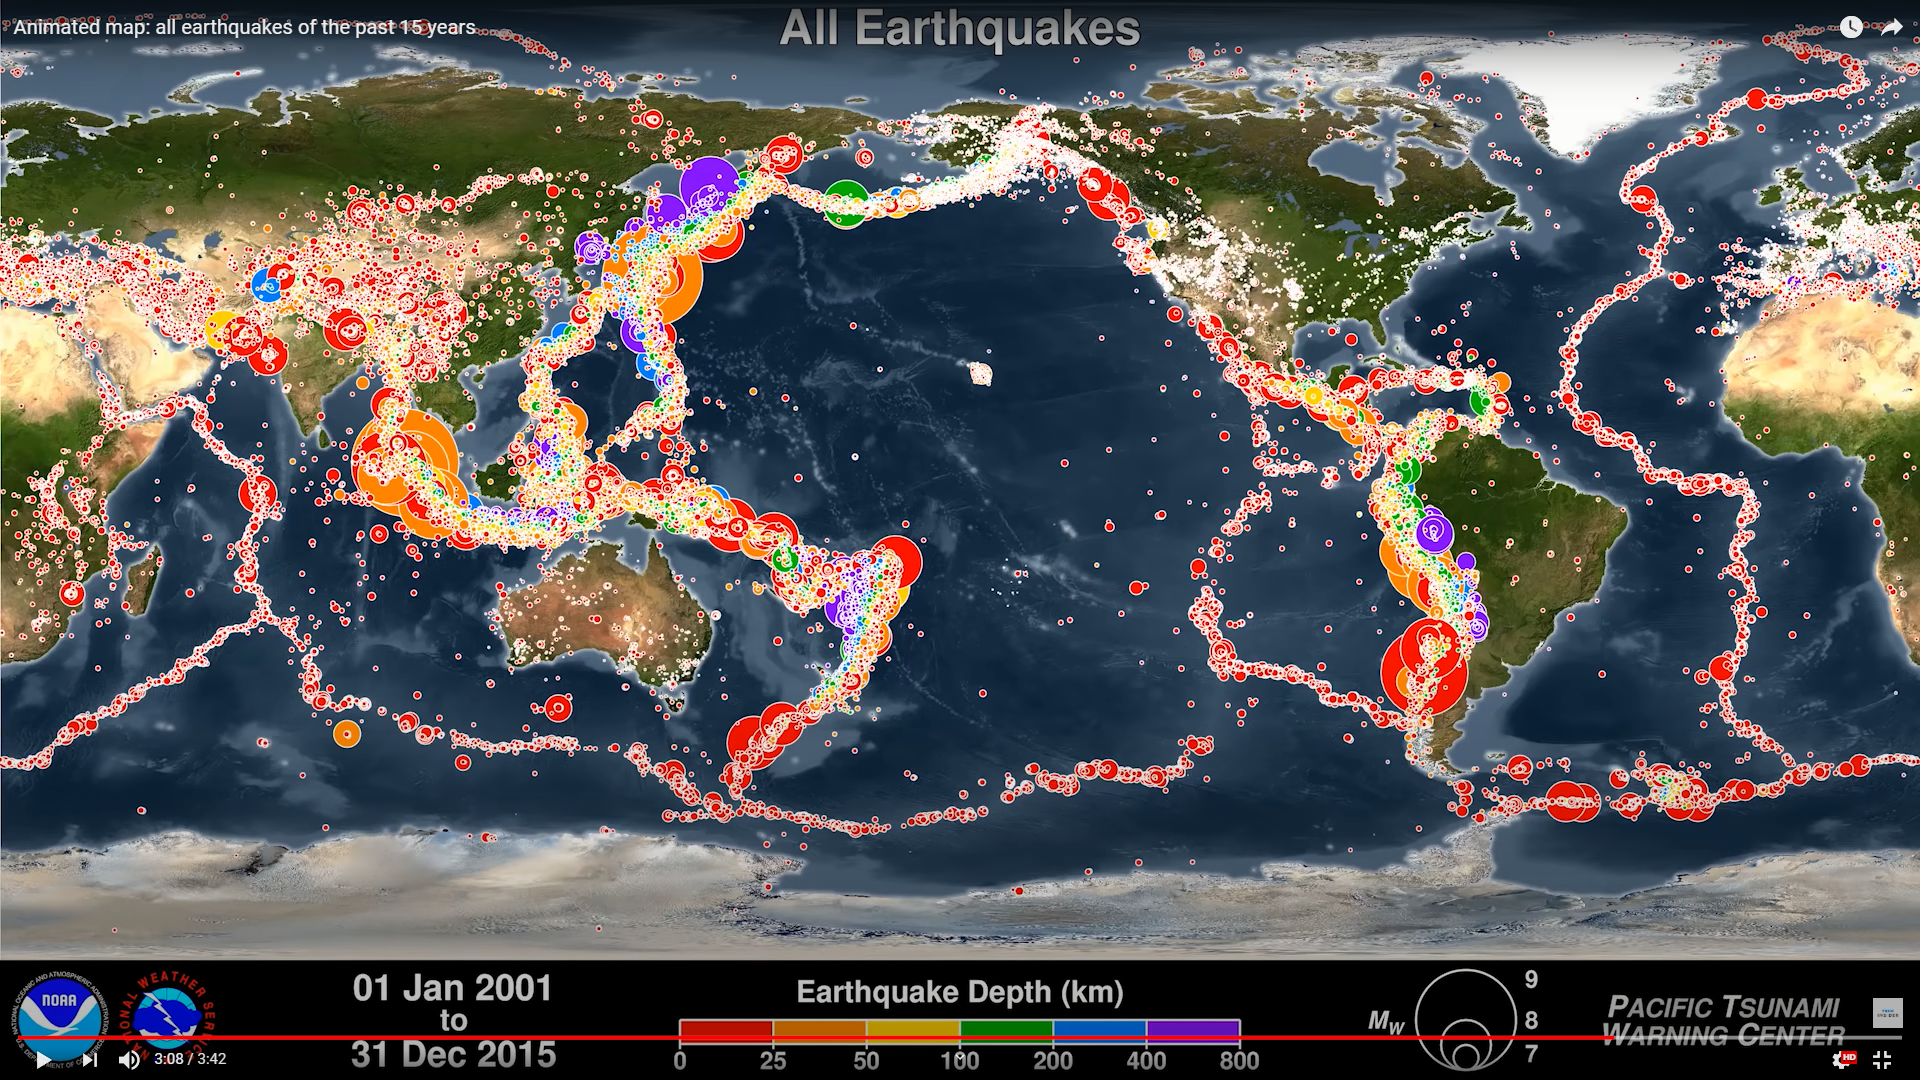 Animated map: all earthquakes of the past 15 years
All Earthquakes
NOAA
NATIONAL WEATHER SERVICE
01 Jan 2001
to
31 Dec 2015
Earthquake Depth (km)
0 25 50 100 200 400 800
Mw
9
8
7
PACIFIC TSUNAMI
WARNING CENTER
3:08 / 3:42
HD